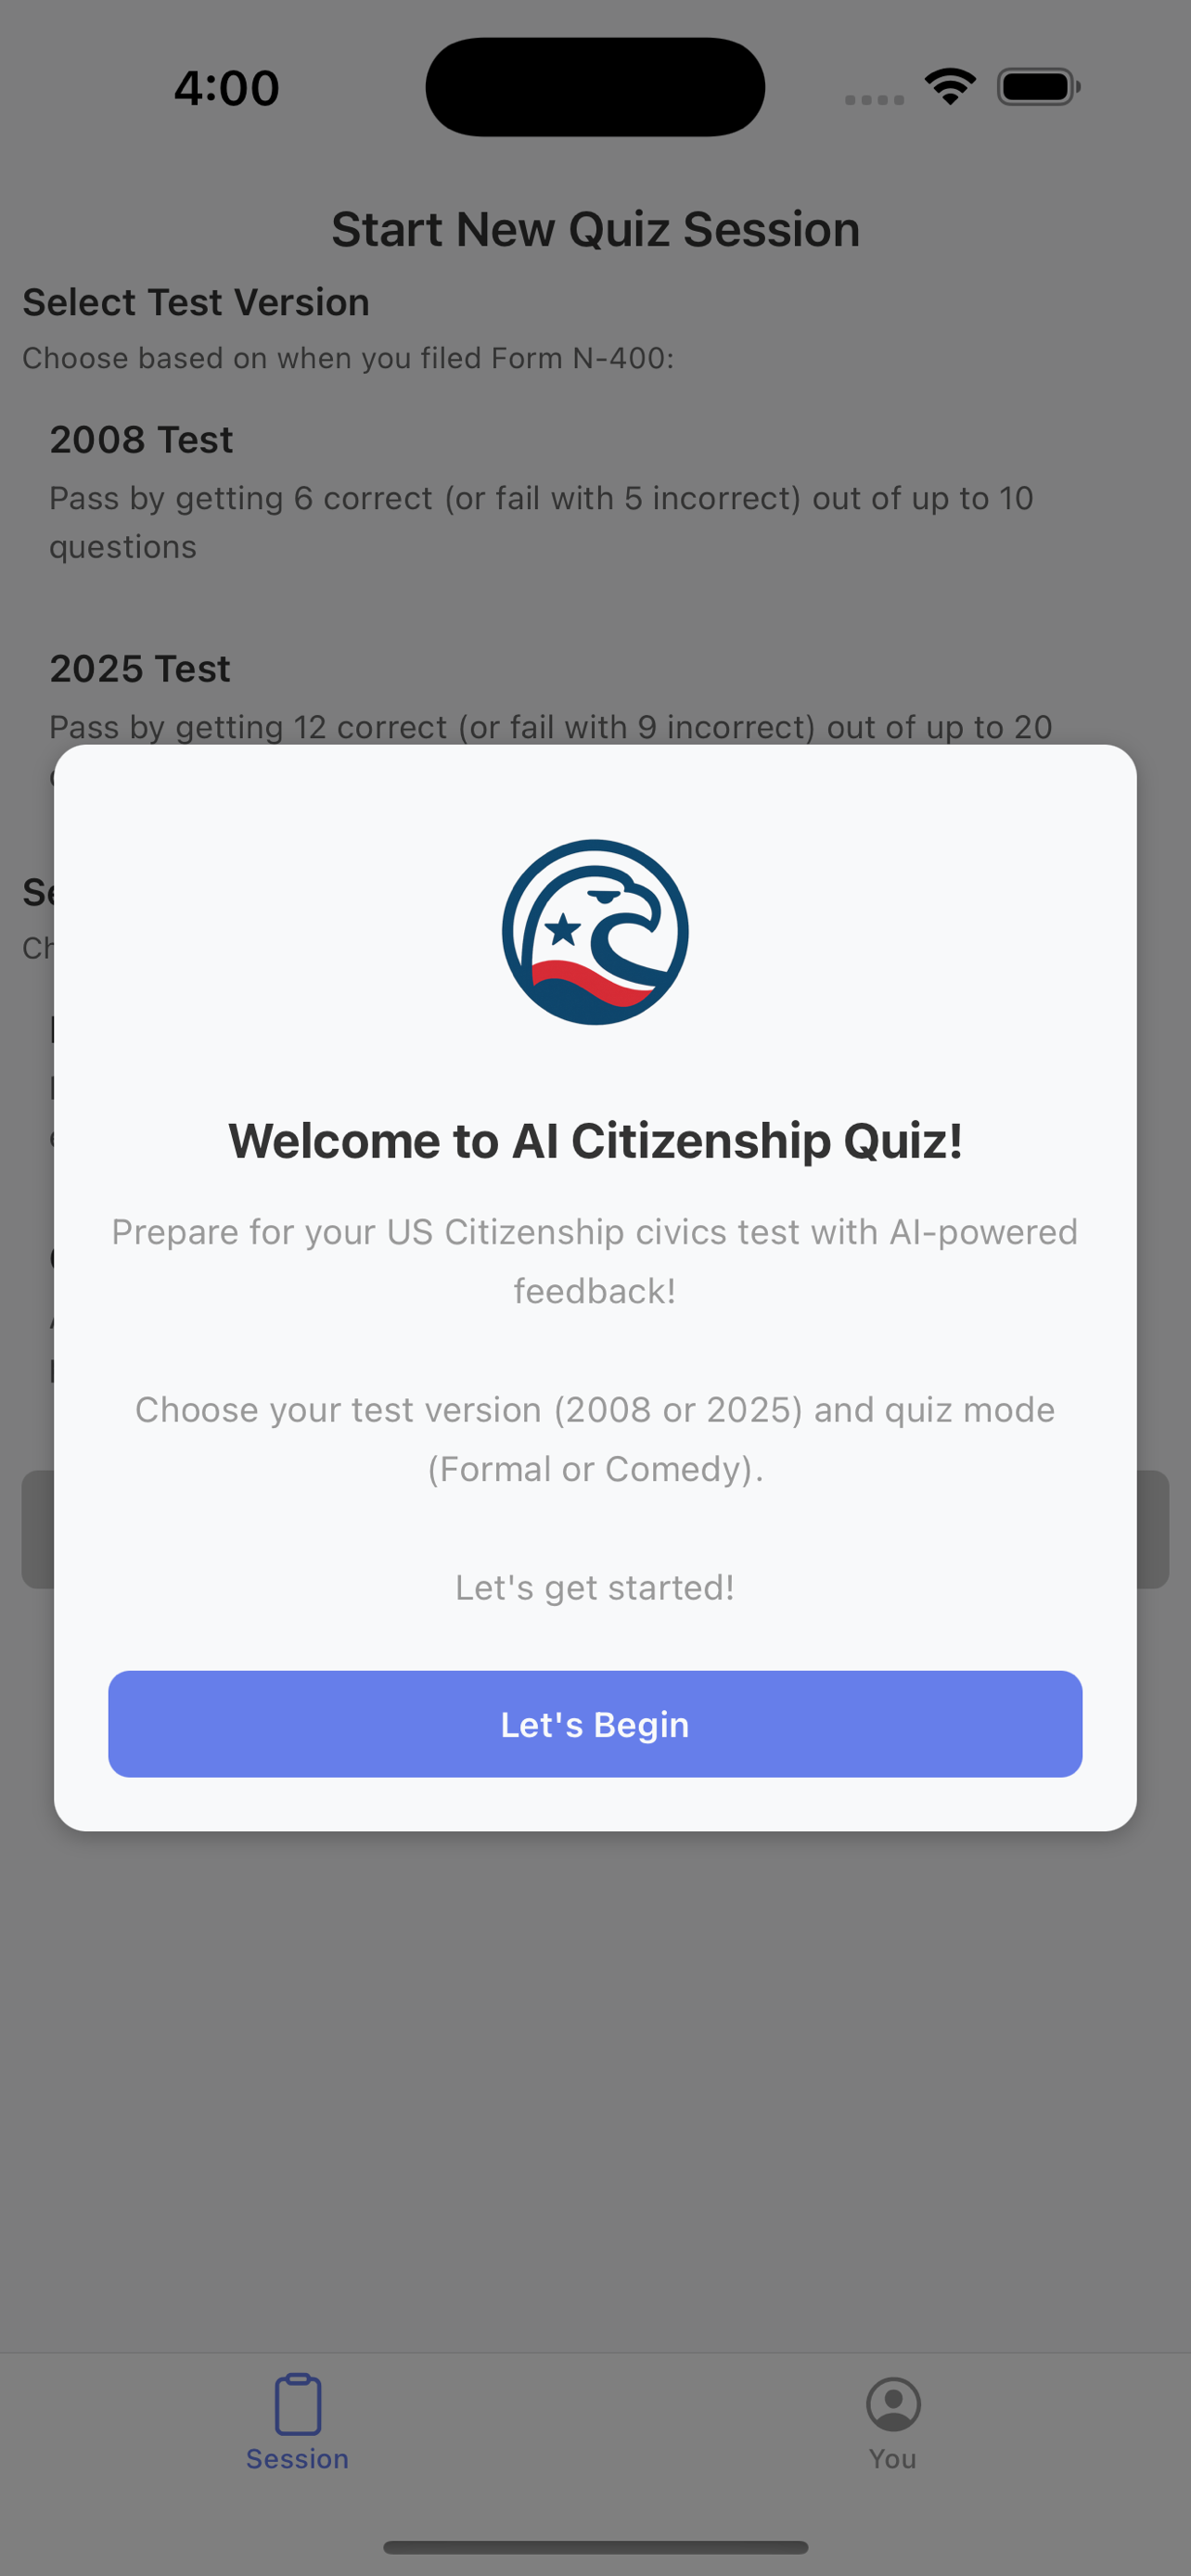 4:00
Start New Quiz Session
Select Test Version
Choose based on when you filed Form N-400:
2008 Test
Pass by getting 6 correct (or fail with 5 incorrect) out of up to 10
questions
2025 Test
Pass by getting 12 correct (or fail with 9 incorrect) out of up to 20
Welcome to AI Citizenship Quiz!
Prepare for your US Citizenship civics test with AI-powered
feedback!
Choose your test version (2008 or 2025) and quiz mode
(Formal or Comedy).
Let's get started!
Let's Begin
Session
You